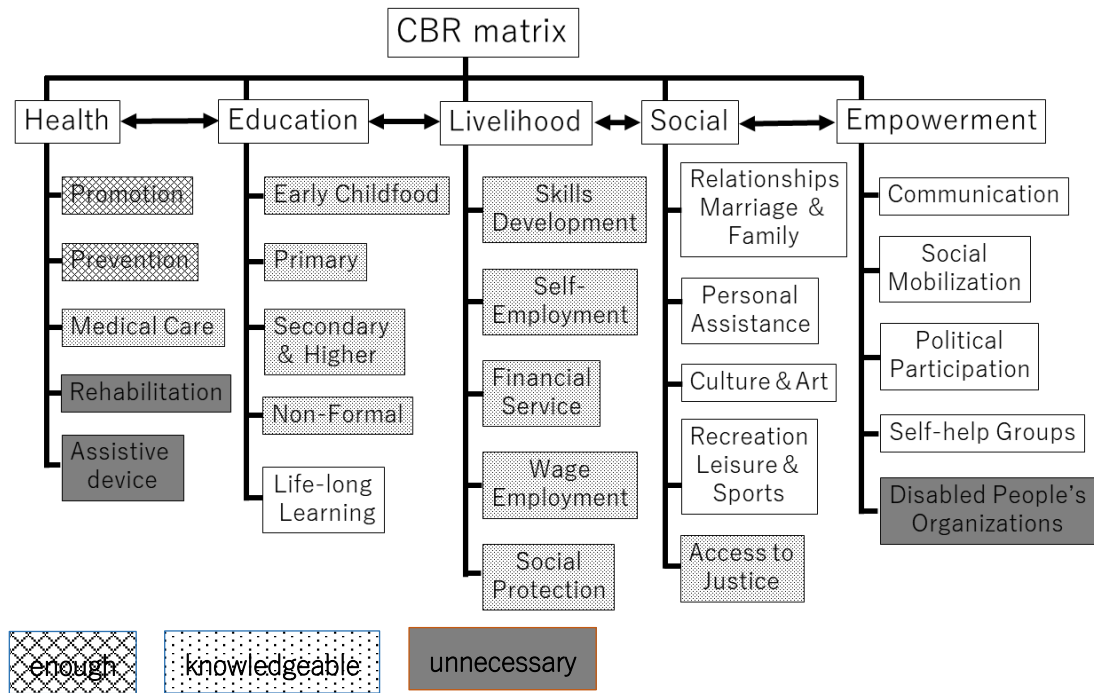 CBR matrix
Health
Education
Livelihood
Social
Empowerment
Promotion
Prevention
Medical Care
Rehabilitation
Assistive
device
Early Childfood
Primary
Secondary
& Higher
Non-Formal
Life-long
Learning
Skills
Development
Self-
Employment
Financial
Service
Wage
Employment
Social
Protection
Relationships
Marriage &
Family
Personal
Assistance
Culture & Art
Recreation
Leisure &
Sports
Access to
Justice
Communication
Social
Mobilization
Political
Participation
Self-help Groups
Disabled People's
Organizations
enough
knowledgeable
unnecessary